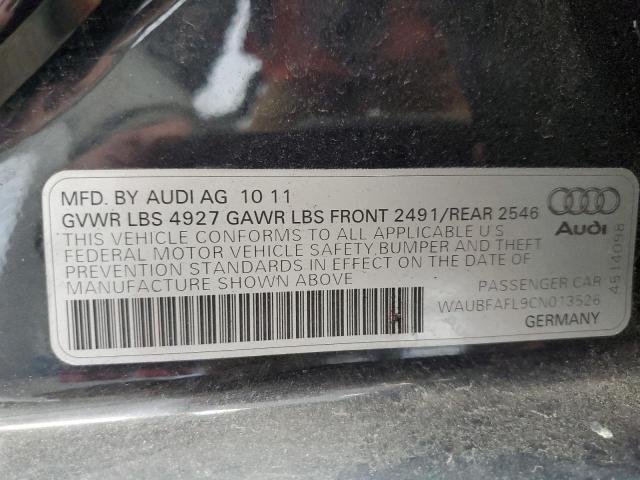 MFD. BY AUDI AG 10 11
GVWR LBS 4927 GAWR LBS FRONT 2491/REAR 2546
THIS VEHICLE CONFORMS TO ALL APPLICABLE U S
FEDERAL MOTOR VEHICLE SAFETY,BUMPER AND THEFT
PREVENTION STANDARDS IN EFFECT ON THE DATE OF
MANUFACTURE SHOWN ABOVE
Audi
PASSENGER CAR
WAUBFAFL9CN013526
GERMANY
4514098